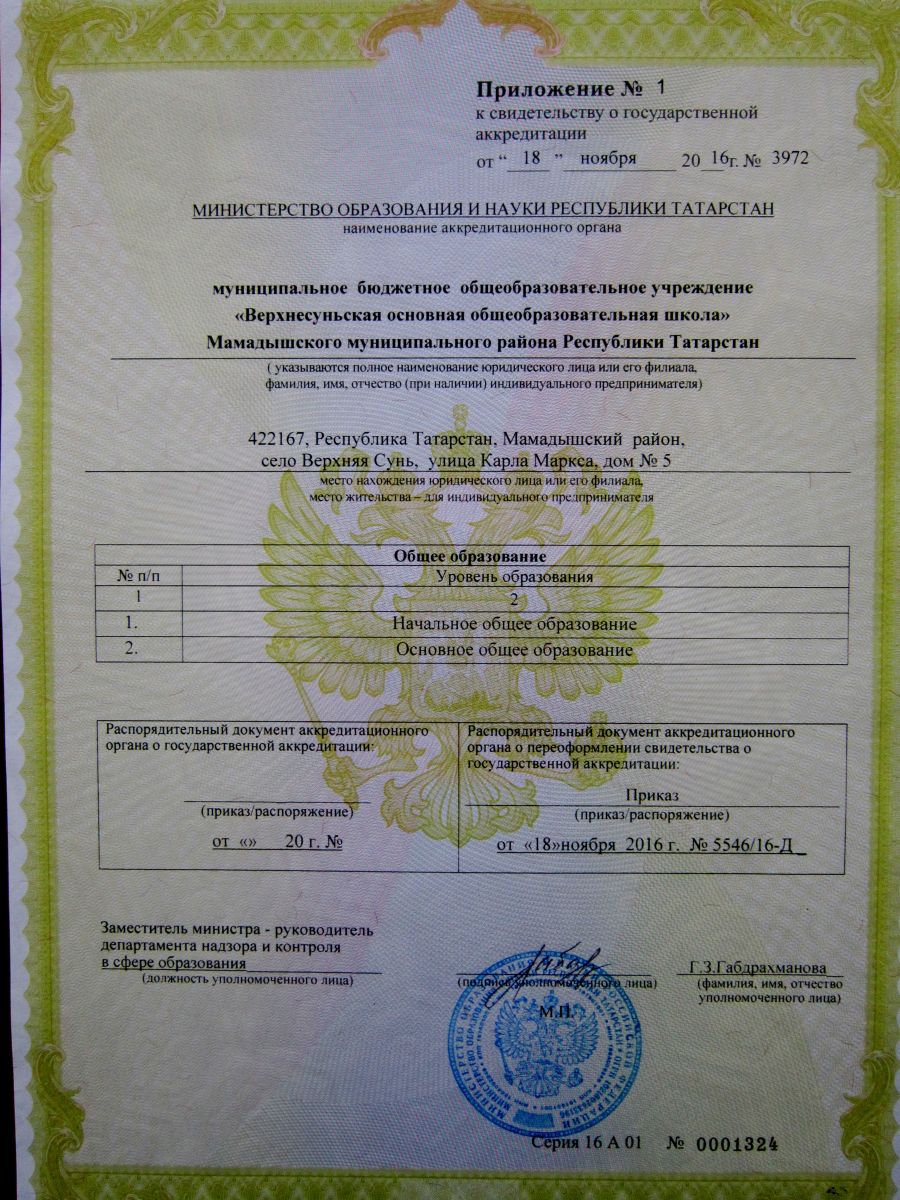 Приложение № 1
к свидетельству о государственной
аккредитации
от “ 18 ” ноября 20 16г. № 3972
МИНИСТЕРСТВО ОБРАЗОВАНИЯ И НАУКИ РЕСПУБЛИКИ ТАТАРСТАН
наименование аккредитационного органа
муниципальное бюджетное общеобразовательное учреждение
«Верхнесуньская основная общеобразовательная школа»
Мамадышского муниципального района Республики Татарстан
( указываются полное наименование юридического лица или его филиала,
фамилия, имя, отчество (при наличии) индивидуального предпринимателя)
422167, Республика Татарстан, Мамадышский район,
село Верхняя Сунь, улица Карла Маркса, дом № 5
место нахождения юридического лица или его филиала,
место жительства – для индивидуального предпринимателя
Общее образование
№ п/п Уровень образования
1 2
1. Начальное общее образование
2. Основное общее образование
Распорядительный документ аккредитационного
органа о государственной аккредитации:
(приказ/распоряжение)
от «» 20 г. №
Распорядительный документ аккредитационного
органа о переоформлении свидетельства о
государственной аккредитации:
Приказ
(приказ/распоряжение)
от «18»ноября 2016 г. № 5546/16-Д
Заместитель министра - руководитель
департамента надзора и контроля
в сфере образования
(должность уполномоченного лица)
(подпись уполномоченного лица)
М.П.
Г.З.Габдрахманова
(фамилия, имя, отчество
уполномоченного лица)
Серия 16 А 01 № 0001324